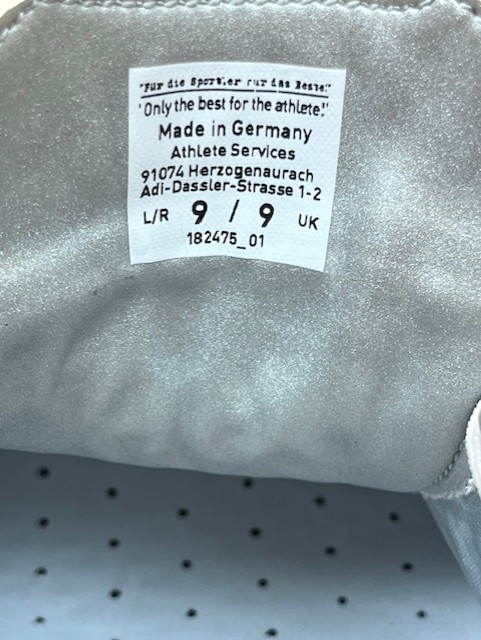 "Für die Sportler nur das Beste."
"Only the best for the athlete."
Made in Germany
Athlete Services
91074 Herzogenaurach
Adi-Dassler-Strasse 1-2
L/R 9 / 9 UK
182475_01